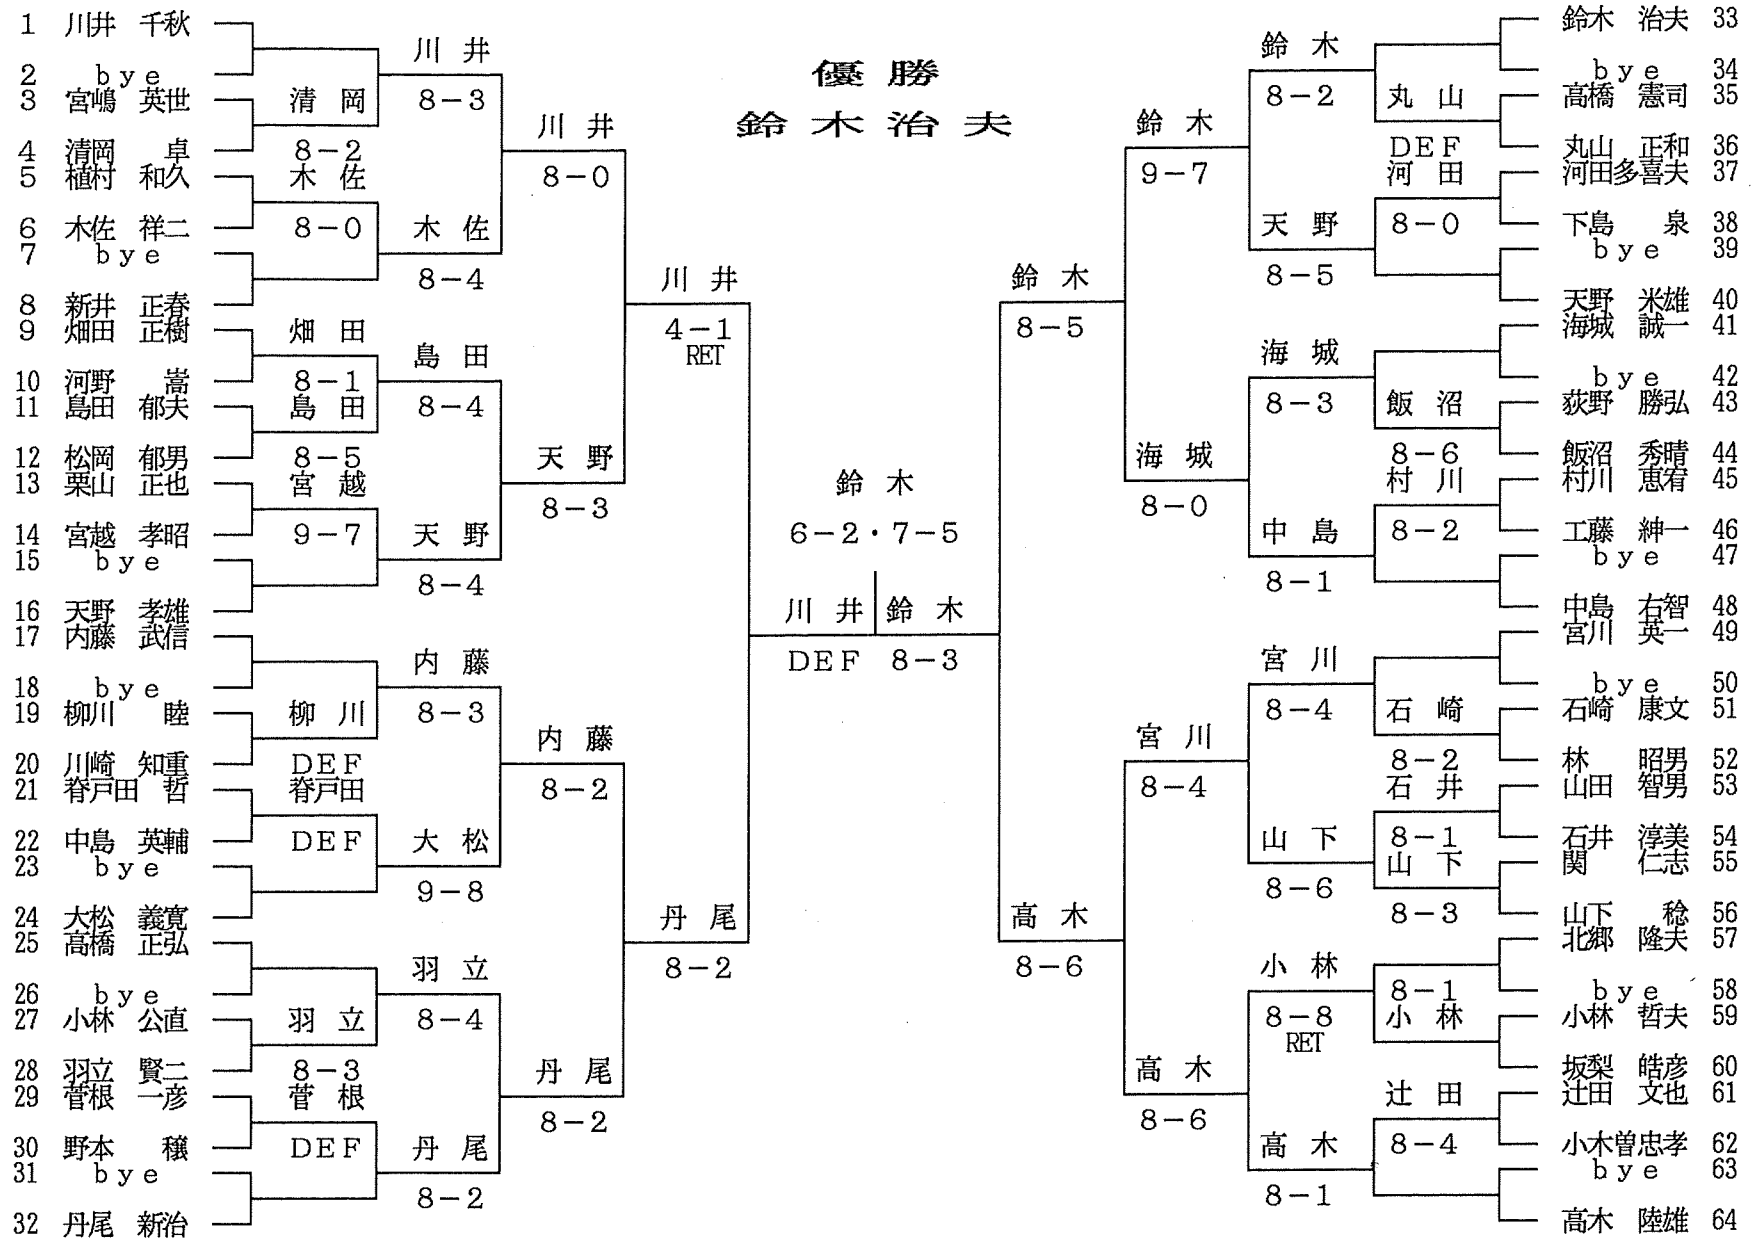 優勝
鈴木治夫
1 川井 千秋
2 bye
3 宮嶋 英世
4 清岡 卓
5 植村 和久
6 木佐 祥二
7 bye
8 新井 正春
9 畑田 正樹
10 河野 嵩
11 島田 郁夫
12 松岡 郁男
13 栗山 正也
14 宮越 孝昭
15 bye
16 天野 孝雄
17 内藤 武信
18 bye
19 柳川 睦
20 川崎 知重
21 脊戸田 哲
22 中島 英輔
23 bye
24 大松 義寛
25 高橋 正弘
26 bye
27 小林 公直
28 羽立 賢二
29 菅根 一彦
30 野本 穣
31 bye
32 丹尾 新治
清岡
8-2
木佐
8-0
畑田
8-1
島田
8-5
宮越
9-7
柳川
DEF
脊戸田
DEF
羽立
8-3
菅根
DEF
川井
8-3
木佐
8-4
島田
8-4
天野
8-4
内藤
8-3
大松
9-8
羽立
8-4
丹尾
8-2
川井
8-0
天野
8-3
内藤
8-2
丹尾
8-2
川井
4-1
RET
丹尾
8-2
鈴木
6-2・7-5
川井 鈴木
DEF 8-3
鈴木
8-5
高木
8-6
鈴木
9-7
海城
8-0
宮川
8-4
高木
8-6
鈴木
8-2
天野
8-5
海城
8-3
中島
8-1
宮川
8-4
山下
8-6
小林
8-8
RET
高木
8-1
丸山
DEF
河田
8-0
飯沼
8-6
村川
8-2
石崎
8-2
石井
8-1
山下
8-3
8-1
小林
辻田
8-4
鈴木 治夫 33
bye 34
高橋 憲司 35
丸山 正和 36
河田多喜夫 37
下島 泉 38
bye 39
天野 米雄 40
海城 誠一 41
bye 42
荻野 勝弘 43
飯沼 秀晴 44
村川 恵宥 45
工藤 紳一 46
bye 47
中島 右智 48
宮川 英一 49
bye 50
石崎 康文 51
林 昭男 52
山田 智男 53
石井 淳美 54
関 仁志 55
山下 稔 56
北郷 隆夫 57
bye 58
小林 哲夫 59
坂梨 皓彦 60
辻田 文也 61
小木曽忠孝 62
bye 63
高木 陸雄 64